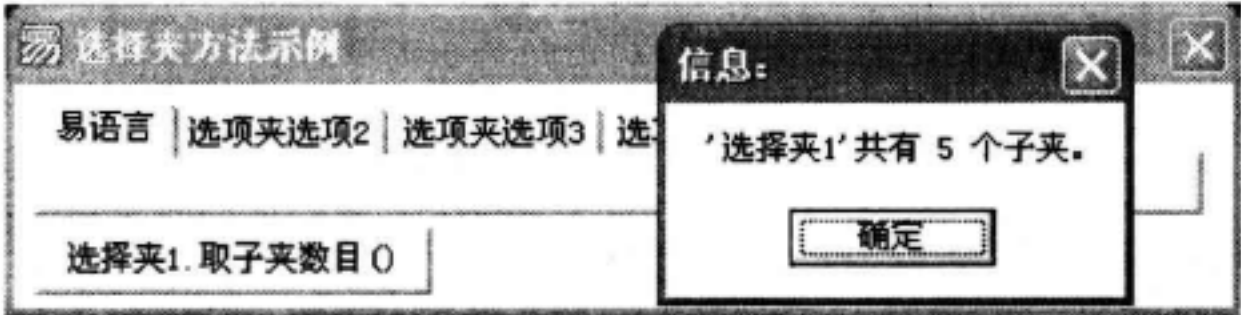 易 选择夹方法示例
信息：
易语言 选项夹选项2 选项夹选项3 选
'选择夹1'共有 5 个子夹。
确定
选择夹1.取子夹数目()